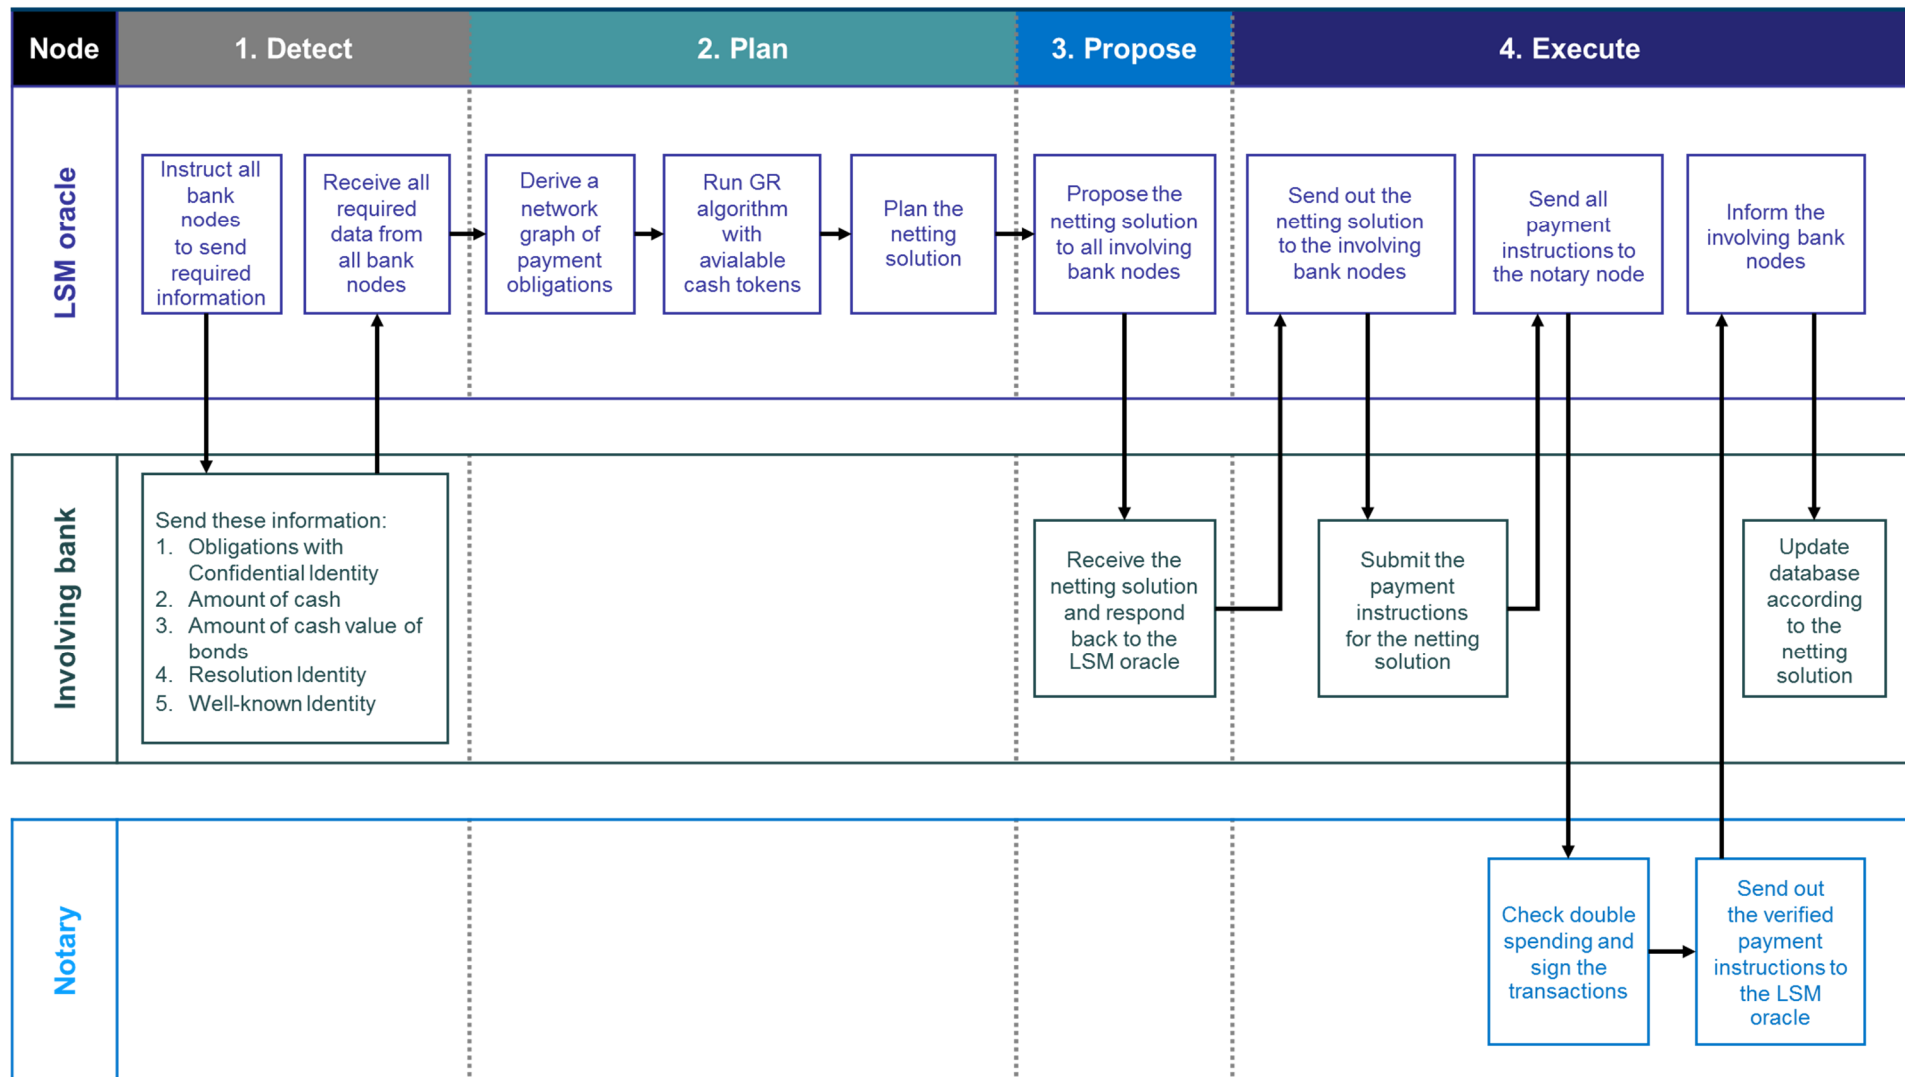 Node
1. Detect
2. Plan
3. Propose
4. Execute
LSM oracle
Instruct all
bank
nodes
to send
required
information
Receive all
required
data from
all bank
nodes
Derive a
network
graph of
payment
obligations
Run GR
algorithm
with
avialable
cash tokens
Plan the
netting
solution
Propose the
netting solution
to all involving
bank nodes
Send out the
netting solution
to the involving
bank nodes
Send all
payment
instructions to
the notary node
Inform the
involving bank
nodes
Involving bank
Send these information:
1. Obligations with
Confidential Identity
2. Amount of cash
3. Amount of cash value of
bonds
4. Resolution Identity
5. Well-known Identity
Receive the
netting solution
and respond
back to the
LSM oracle
Submit the
payment
instructions
for the netting
solution
Update
database
according
to the
netting
solution
Notary
Check double
spending and
sign the
transactions
Send out
the verified
payment
instructions to
the LSM
oracle